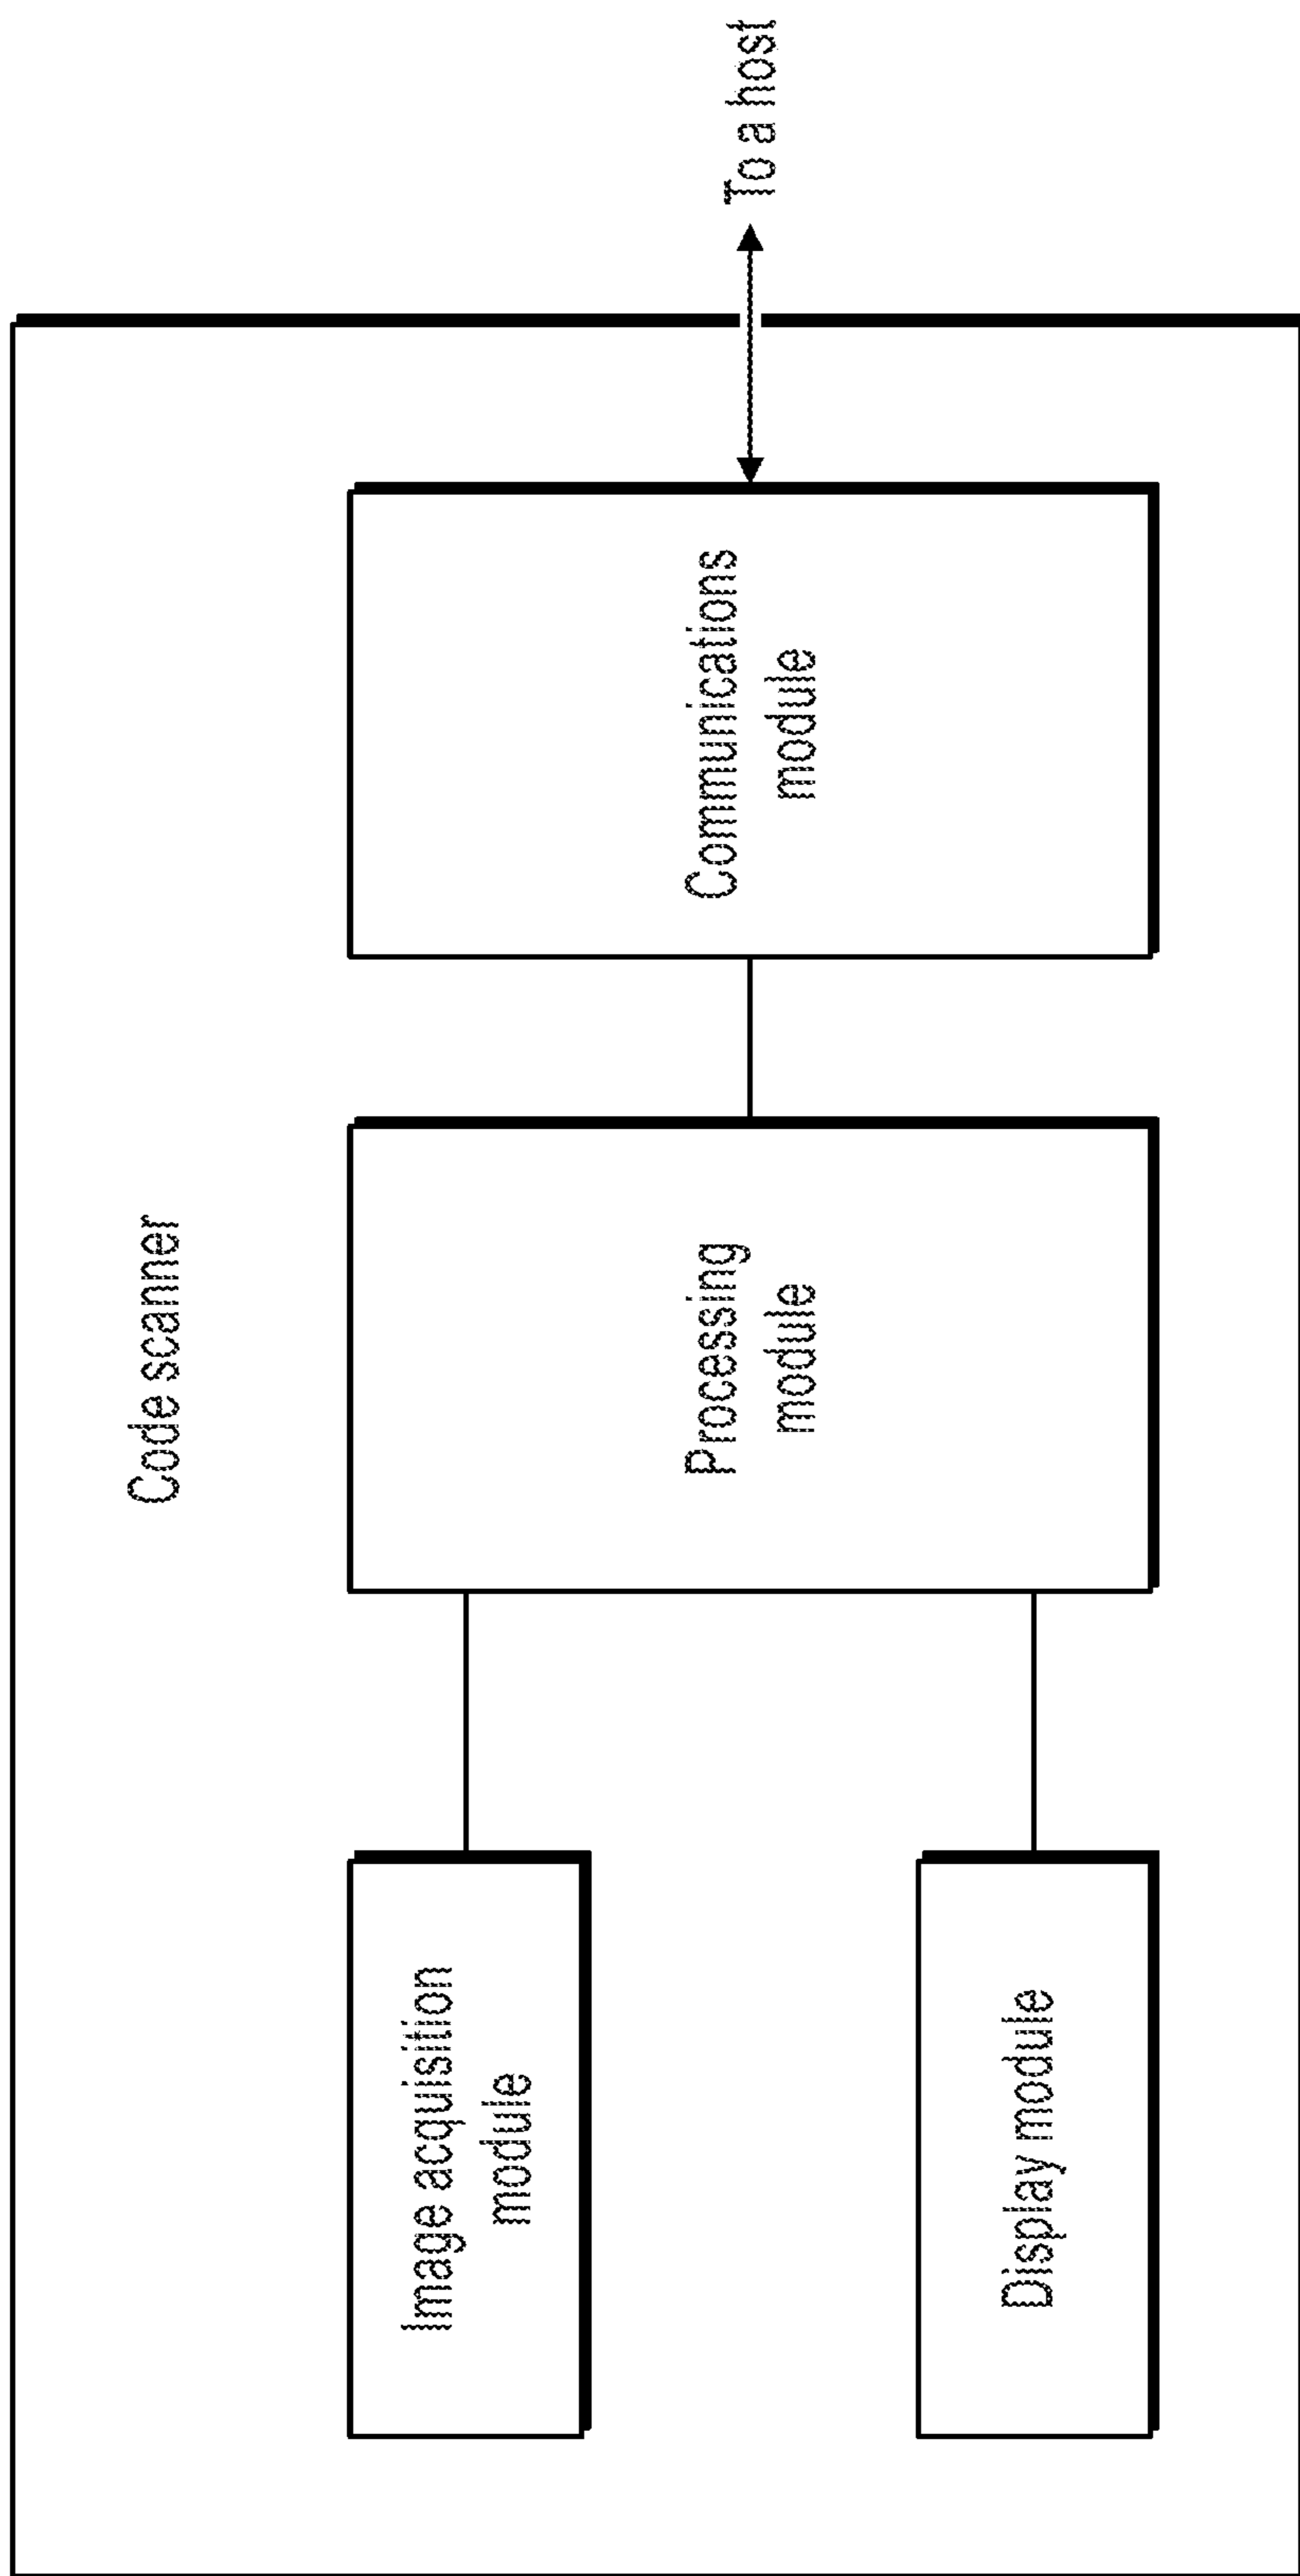 Code scanner
Image acquisition
module
Display module
Processing
module
Communications
module
To a host